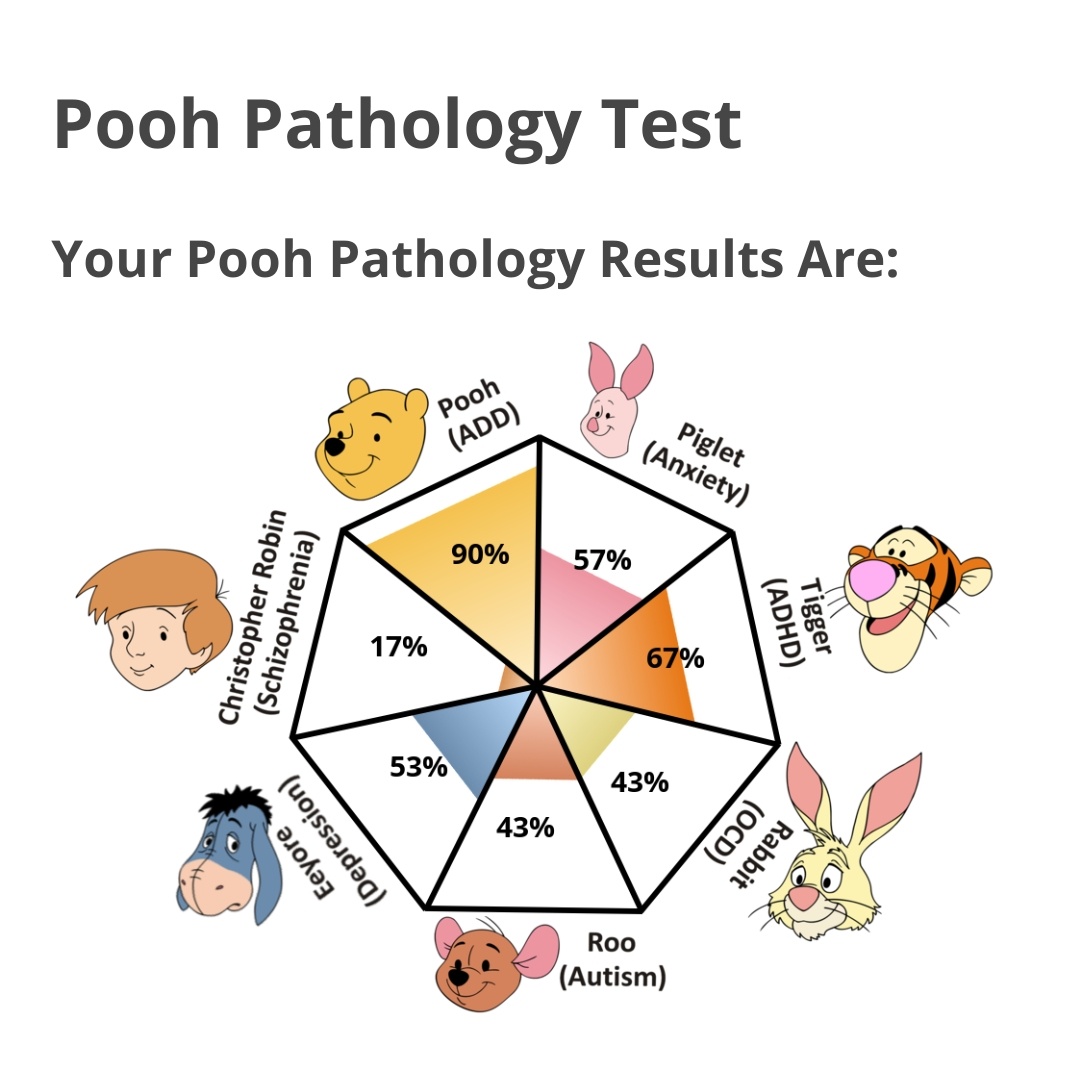 Pooh Pathology Test
Your Pooh Pathology Results Are:
Pooh
(ADD)
Piglet
(Anxiety)
Tigger
(ADHD)
Rabbit
(OCD)
Roo
(Autism)
Eeyore
(Depression)
Christopher Robin
(Schizophrenia)
90%
57%
67%
43%
43%
53%
17%